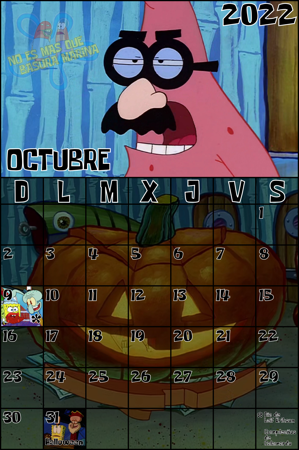 2022
NO ES MAS QUE
BASURA MARINA
OCTUBRE
D L M X J V S
1
2 3 4 5 6 7 8
9 10 11 12 13 14 15
16 17 18 19 20 21 22
23 24 25 26 27 28 29
30 31
Halloween